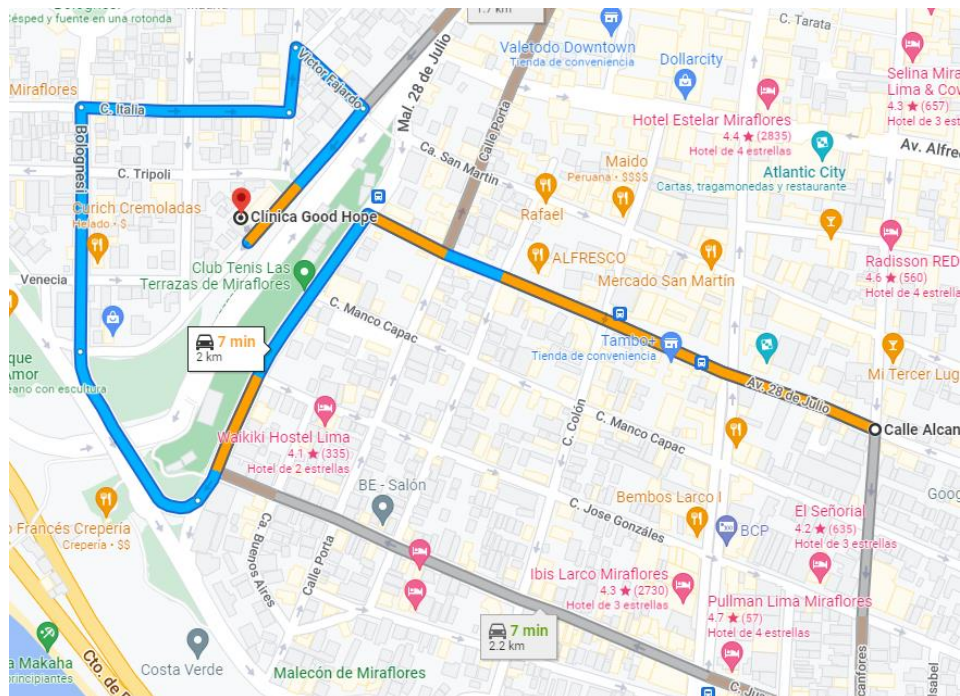 Césped y fuente en una rotonda
1.7 km
C. Tarata
Valetodo Downtown
Tienda de conveniencia
Dollarcity
Selina Mira
Lima & Cow
4.3 ★ (657)
Hotel de 3 estre
Victor Fajardo
Miraflores
C. Italia
Mal. 28 de Julio
Calle Porta
Hotel Estelar Miraflores
4.4 ★ (2835)
Hotel de 4 estrellas
Av. Alfre
Ca. San Martín
Maido
Peruana • $$$$
Atlantic City
Cartas, tragamonedas y restaurante
Bolognesi
C. Tripoli
Curich Cremoladas
Helado • $
Clínica Good Hope
Rafael
ALFRESCO
Radisson RED
4.6 ★ (560)
Hotel de 4 estrella
Venecia
Club Tenis Las
Terrazas de Miraflores
Mercado San Martín
C. Manco Capac
7 min
2 km
Tambo+
Tienda de conveniencia
que
Amor
eano con escultura
Mi Tercer Lug
Av. 28 de Julio
C. Colón
C. Manco Capac
Calle Alcan
Waikiki Hostel Lima
4.1 ★ (335)
Hotel de 2 estrellas
BE - Salón
Bembos Larco I
BCP
Goog
C. Jose Gonzáles
El Señorial
4.2 ★ (635)
Hotel de 3 estrellas
o Francés Crepería
Crepería • $$
Ca. Buenos Aires
Calle Porta
Ibis Larco Miraflores
4.3 ★ (2730)
Hotel de 3 estrellas
Pullman Lima Miraflores
4.7 ★ (57)
Hotel de 4 estrellas
7 min
2.2 km
a Makaha
principiantes
Cto. de
Costa Verde
Malecón de Miraflores
C. Ju
canfores
sabel